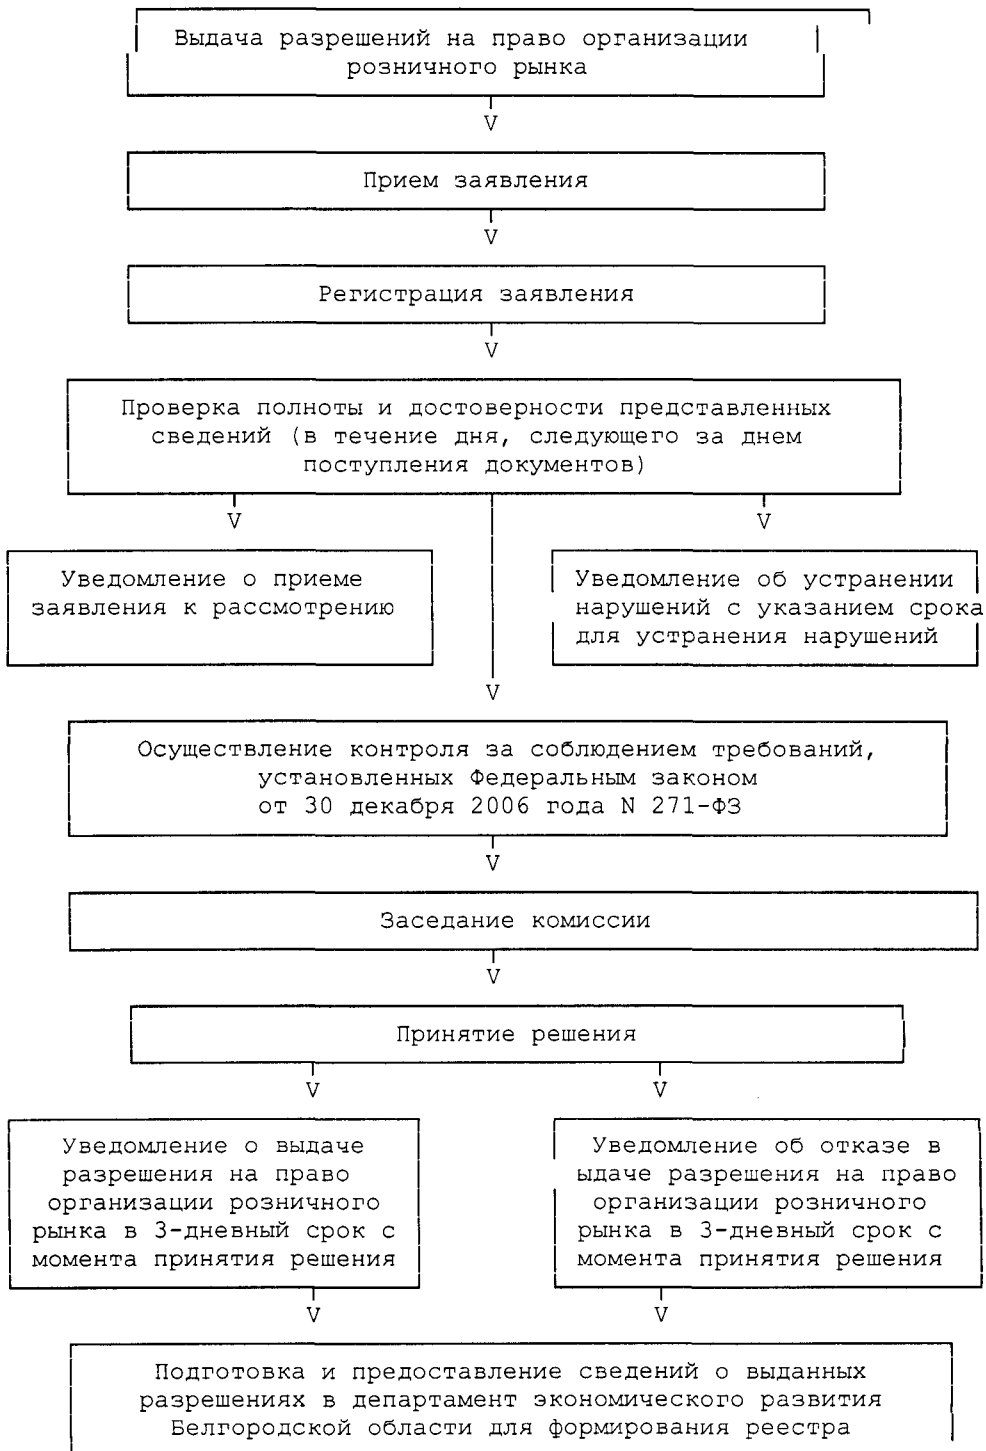 Выдача разрешений на право организации
розничного рынка
V
Прием заявления
V
Регистрация заявления
V
Проверка полноты и достоверности представленных
сведений (в течение дня, следующего за днем
поступления документов)
V
V
Уведомление о приеме
заявления к рассмотрению
Уведомление об устранении
нарушений с указанием срока
для устранения нарушений
V
Осуществление контроля за соблюдением требований,
установленных Федеральным законом
от 30 декабря 2006 года N 271-ФЗ
V
Заседание комиссии
V
Принятие решения
V
V
Уведомление о выдаче
разрешения на право
организации розничного
рынка в 3-дневный срок с
момента принятия решения
Уведомление об отказе в
ыдаче разрешения на право
организации розничного
рынка в 3-дневный срок с
момента принятия решения
V
V
Подготовка и предоставление сведений о выданных
разрешениях в департамент экономического развития
Белгородской области для формирования реестра